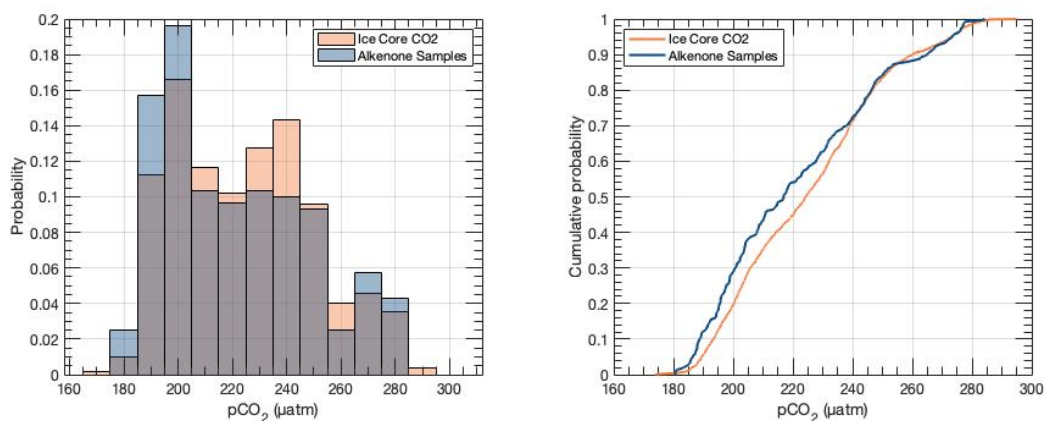 Ice Core CO2
Alkenone Samples
Probability
0.2
0.18
0.16
0.14
0.12
0.1
0.08
0.06
0.04
0.02
0
160 180 200 220 240 260 280 300
pCO₂ (µatm)
Ice Core CO2
Alkenone Samples
Cumulative probability
1
0.9
0.8
0.7
0.6
0.5
0.4
0.3
0.2
0.1
0
160 180 200 220 240 260 280 300
pCO₂ (µatm)